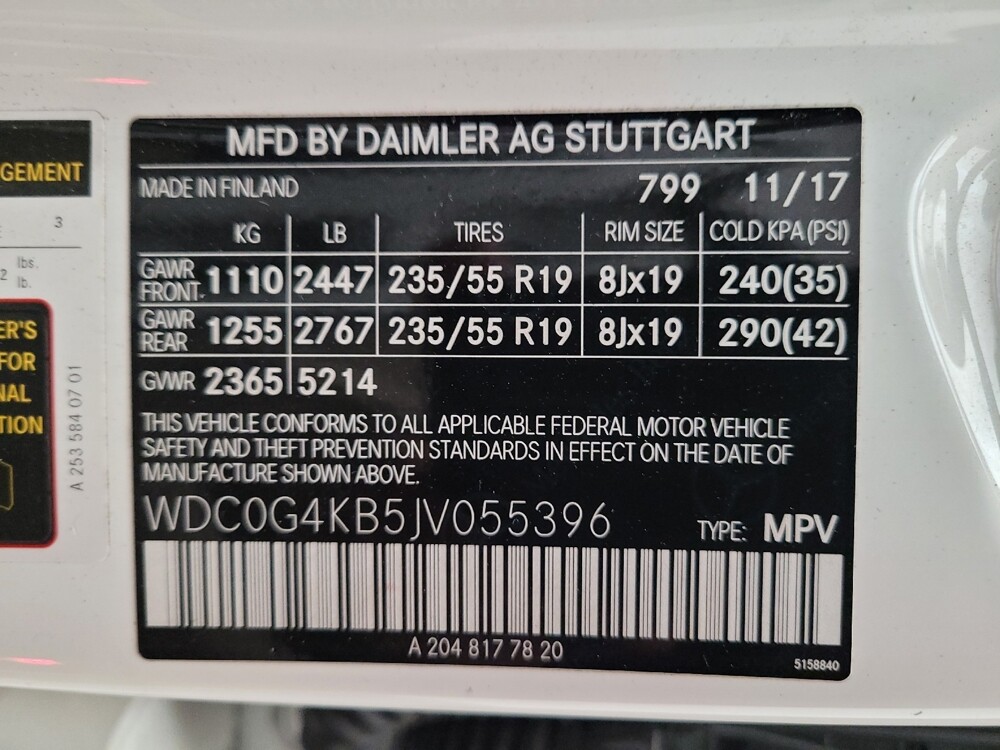 GEMENT
3
lbs.
2 lb.
ER'S
FOR
NAL
TION
A 253 584 07 01
MFD BY DAIMLER AG STUTTGART
MADE IN FINLAND 799 11/17
KG LB TIRES RIM SIZE COLD KPA (PSI)
GAWR FRONT 1110 2447 235/55 R19 8Jx19 240(35)
GAWR REAR 1255 2767 235/55 R19 8Jx19 290(42)
GVWR 2365 5214
THIS VEHICLE CONFORMS TO ALL APPLICABLE FEDERAL MOTOR VEHICLE
SAFETY AND THEFT PREVENTION STANDARDS IN EFFECT ON THE DATE OF
MANUFACTURE SHOWN ABOVE.
WDC0G4KB5JV055396 TYPE: MPV
A 204 817 78 20
5158840